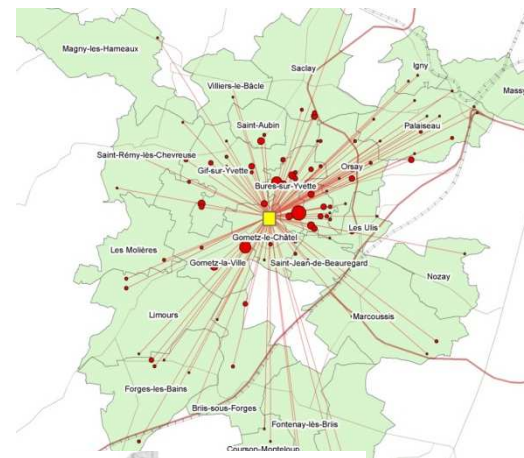 Magny-les-Hameaux
Saclay
Igny
Massy
Villiers-le-Bâcle
Saint-Aubin
Palaiseau
Saint-Rémy-lès-Chevreuse
Orsay
Gif-sur-Yvette
Bures-sur-Yvette
Les Ulis
Gometz-le-Châtel
Les Molières
Gometz-la-Ville
Saint-Jean-de-Beauregard
Nozay
Limours
Marcoussis
Forges-les-Bains
Briis-sous-Forges
Fontenay-lès-Briis
Courson-Monteloup